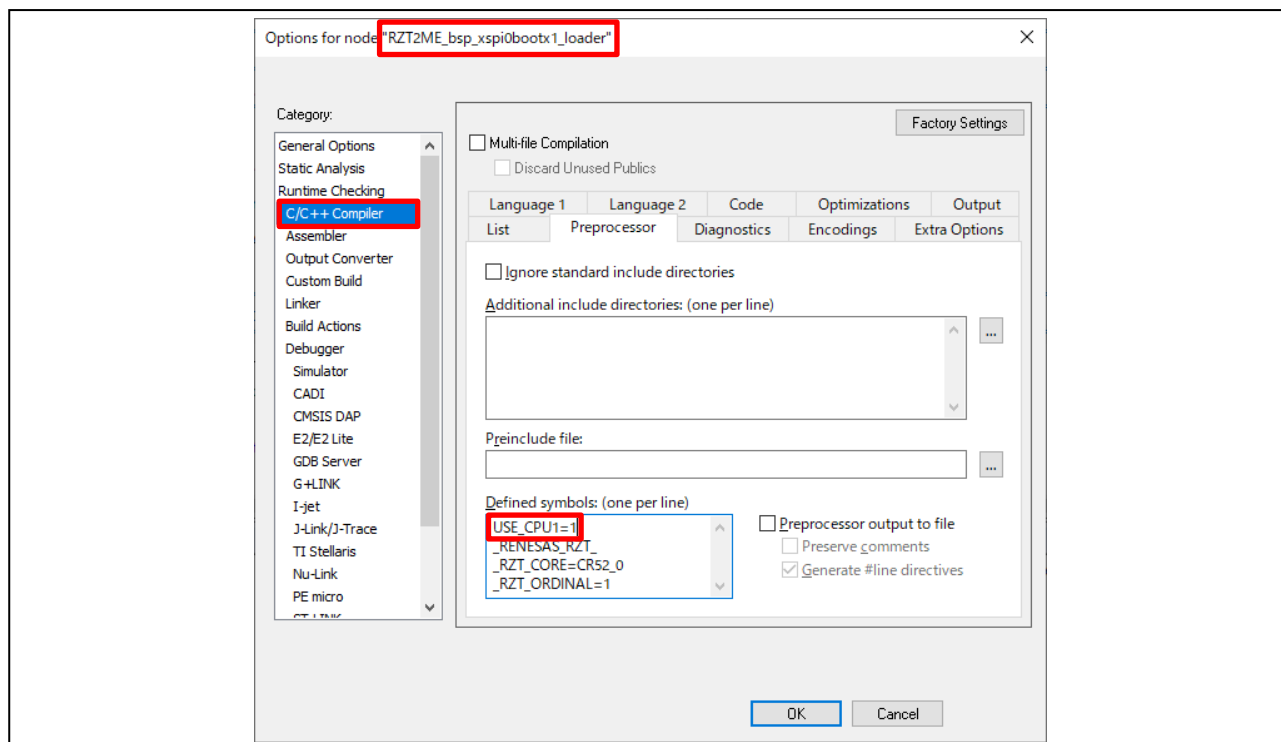 Options for node "RZT2ME_bsp_xspi0bootx1_loader"
Category:
General Options
Static Analysis
Runtime Checking
C/C++ Compiler
Assembler
Output Converter
Custom Build
Linker
Build Actions
Debugger
Simulator
CADI
CMSIS DAP
E2/E2 Lite
GDB Server
G+LINK
I-jet
J-Link/J-Trace
TI Stellaris
Nu-Link
PE micro
ST-LINK
Factory Settings
Multi-file Compilation
Discard Unused Publics
Language 1 Language 2 Code Optimizations Output
List Preprocessor Diagnostics Encodings Extra Options
Ignore standard include directories
Additional include directories: (one per line)
...
Preinclude file:
...
Defined symbols: (one per line)
USE_CPU1=1
_RENESAS_RZT_
_RZT_CORE=CR52_0
_RZT_ORDINAL=1
Preprocessor output to file
Preserve comments
Generate #line directives
OK Cancel